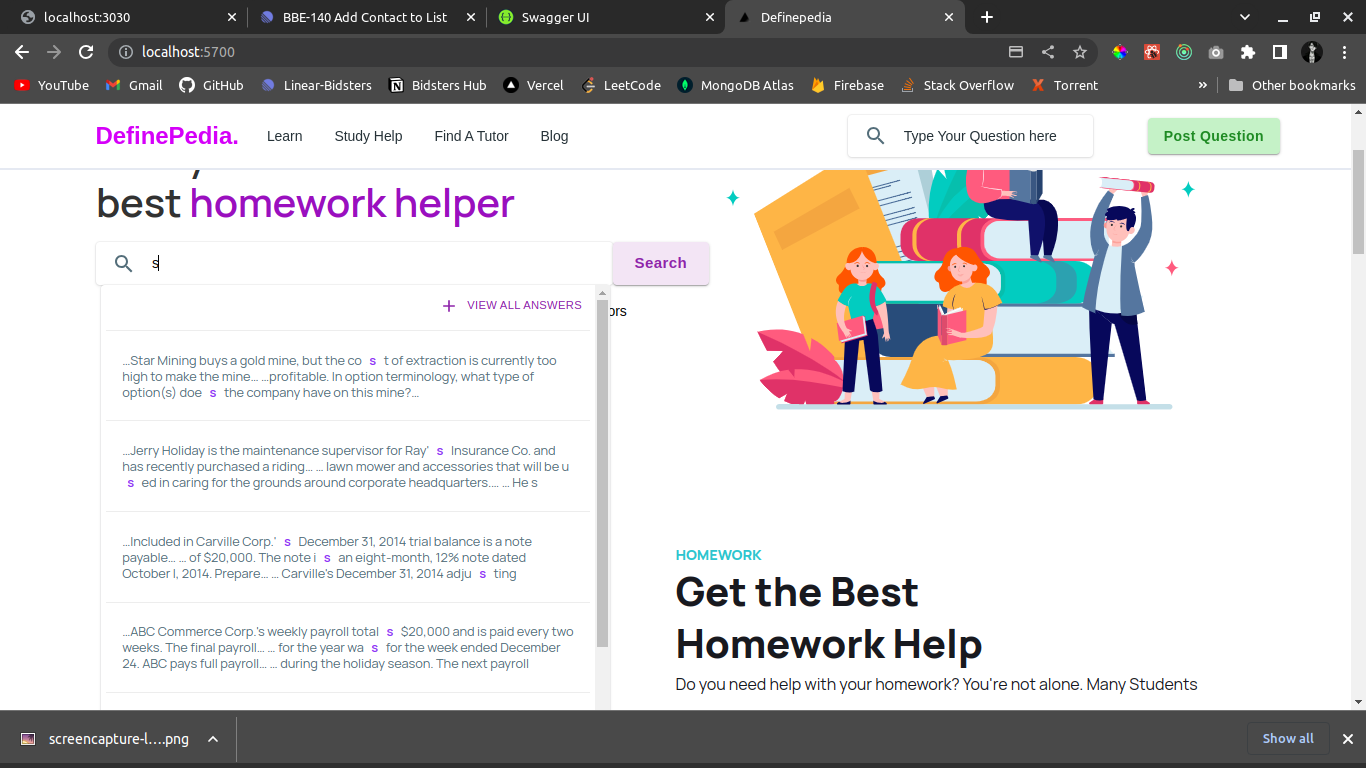 localhost:3030
BBE-140 Add Contact to List
Swagger UI
Definepedia
localhost:5700
YouTube
Gmail
GitHub
Linear-Bidsters
Bidsters Hub
Vercel
LeetCode
MongoDB Atlas
Firebase
Stack Overflow
Torrent
»
Other bookmarks
DefinePedia.
Learn
Study Help
Find A Tutor
Blog
Type Your Question here
Post Question
best homework helper
s
Search
ors
VIEW ALL ANSWERS
...Star Mining buys a gold mine, but the co s t of extraction is currently too
high to make the mine... ...profitable. In option terminology, what type of
option(s) doe s the company have on this mine?...
...Jerry Holiday is the maintenance supervisor for Ray' s Insurance Co. and
has recently purchased a riding... ... lawn mower and accessories that will be u
s ed in caring for the grounds around corporate headquarters.... ... He s
...Included in Carville Corp.' s December 31, 2014 trial balance is a note
payable... ... of $20,000. The note i s an eight-month, 12% note dated
October l, 2014. Prepare... ... Carville's December 31, 2014 adju s ting
...ABC Commerce Corp.'s weekly payroll total s $20,000 and is paid every two
weeks. The final payroll... ... for the year wa s for the week ended December
24. ABC pays full payroll... ... during the holiday season. The next payroll
HOMEWORK
Get the Best
Homework Help
Do you need help with your homework? You're not alone. Many Students
screencapture-l....png
Show all